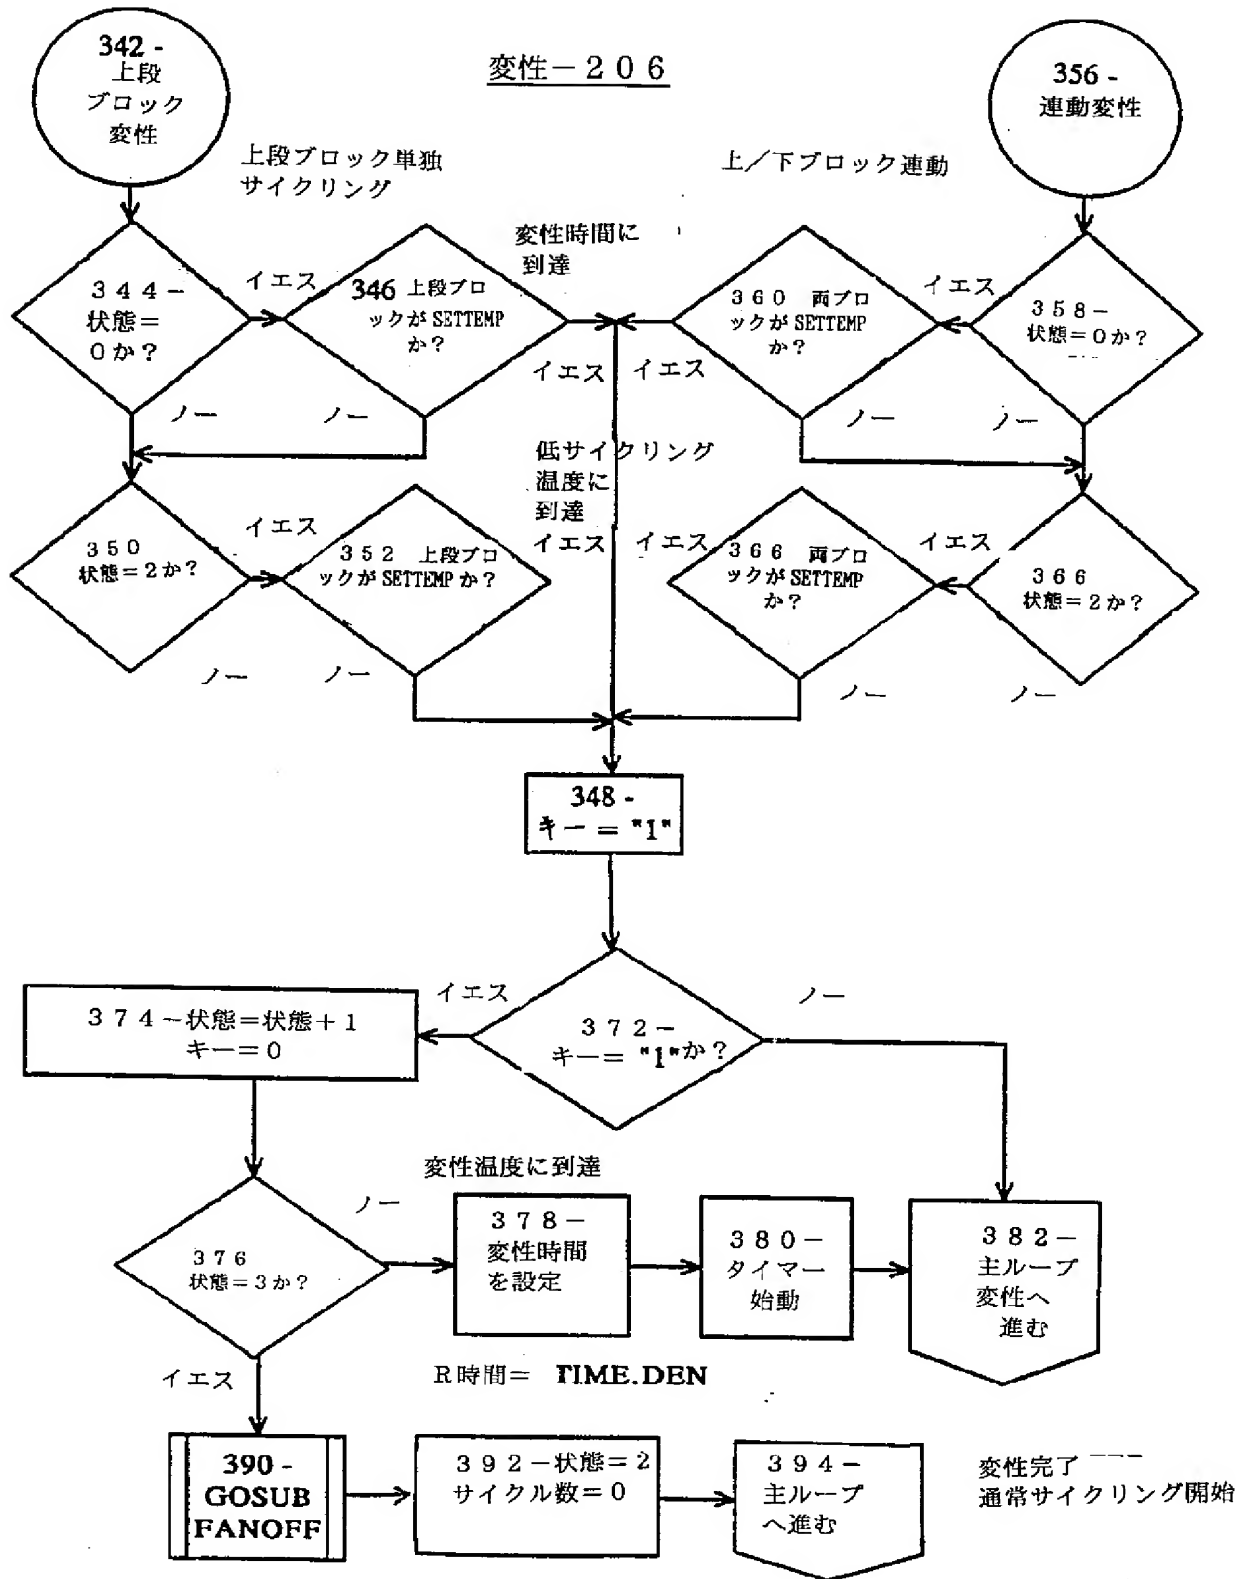 変性－２０６
342 -
上段
ブロック
変性
356 -
連動変性
上段ブロック単独
サイクリング
上／下ブロック連動
変性時間に
到達
３４４－
状態＝
０か？
イエス
346 上段ブロ
ックが SETTEMP
か？
イエス
イエス
３６０　両ブロ
ックが SETTEMP
か？
イエス
３５８－
状態＝０か？
ノー
ノー
ノー
ノー
低サイクリング
温度に
到達
３５０
状態＝２か？
イエス
３５２　上段ブロ
ックが SETTEMP か？
イエス
イエス
３６６　両ブロ
ックが SETTEMP
か？
イエス
３６６
状態＝２か？
ノー
ノー
ノー
ノー
348 -
キー＝ "1"
３７２－
キー＝ "1"か？
イエス
ノー
３７４－状態＝状態＋１
キー＝０
変性温度に到達
３７６
状態＝３か？
ノー
３７８－
変性時間
を設定
３８０－
タイマー
始動
３８２－
主ループ
変性へ
進む
イエス
R時間＝ TIME.DEN
390 -
GOSUB
FANOFF
３９２－状態＝２
サイクル数＝０
３９４－
主ループ
へ進む
変性完了
通常サイクリング開始